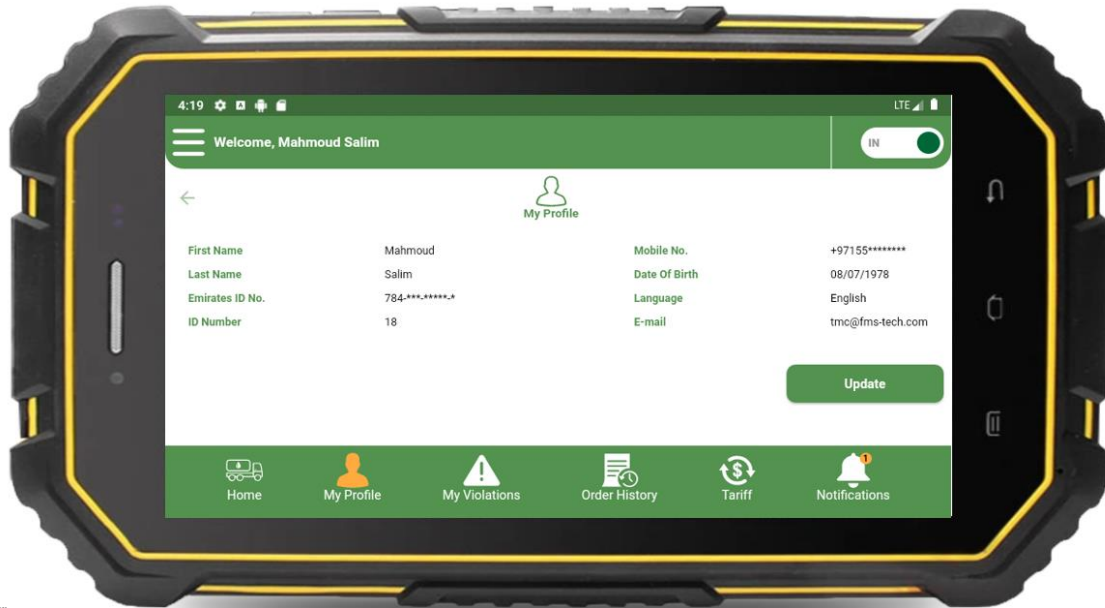 4:19
LTE
Welcome, Mahmoud Salim
IN
My Profile
First Name Mahmoud Mobile No. +97155********
Last Name Salim Date Of Birth 08/07/1978
Emirates ID No. 784-***-*****-* Language English
ID Number 18 E-mail tmc@fms-tech.com
Update
1
Home My Profile My Violations Order History Tariff Notifications